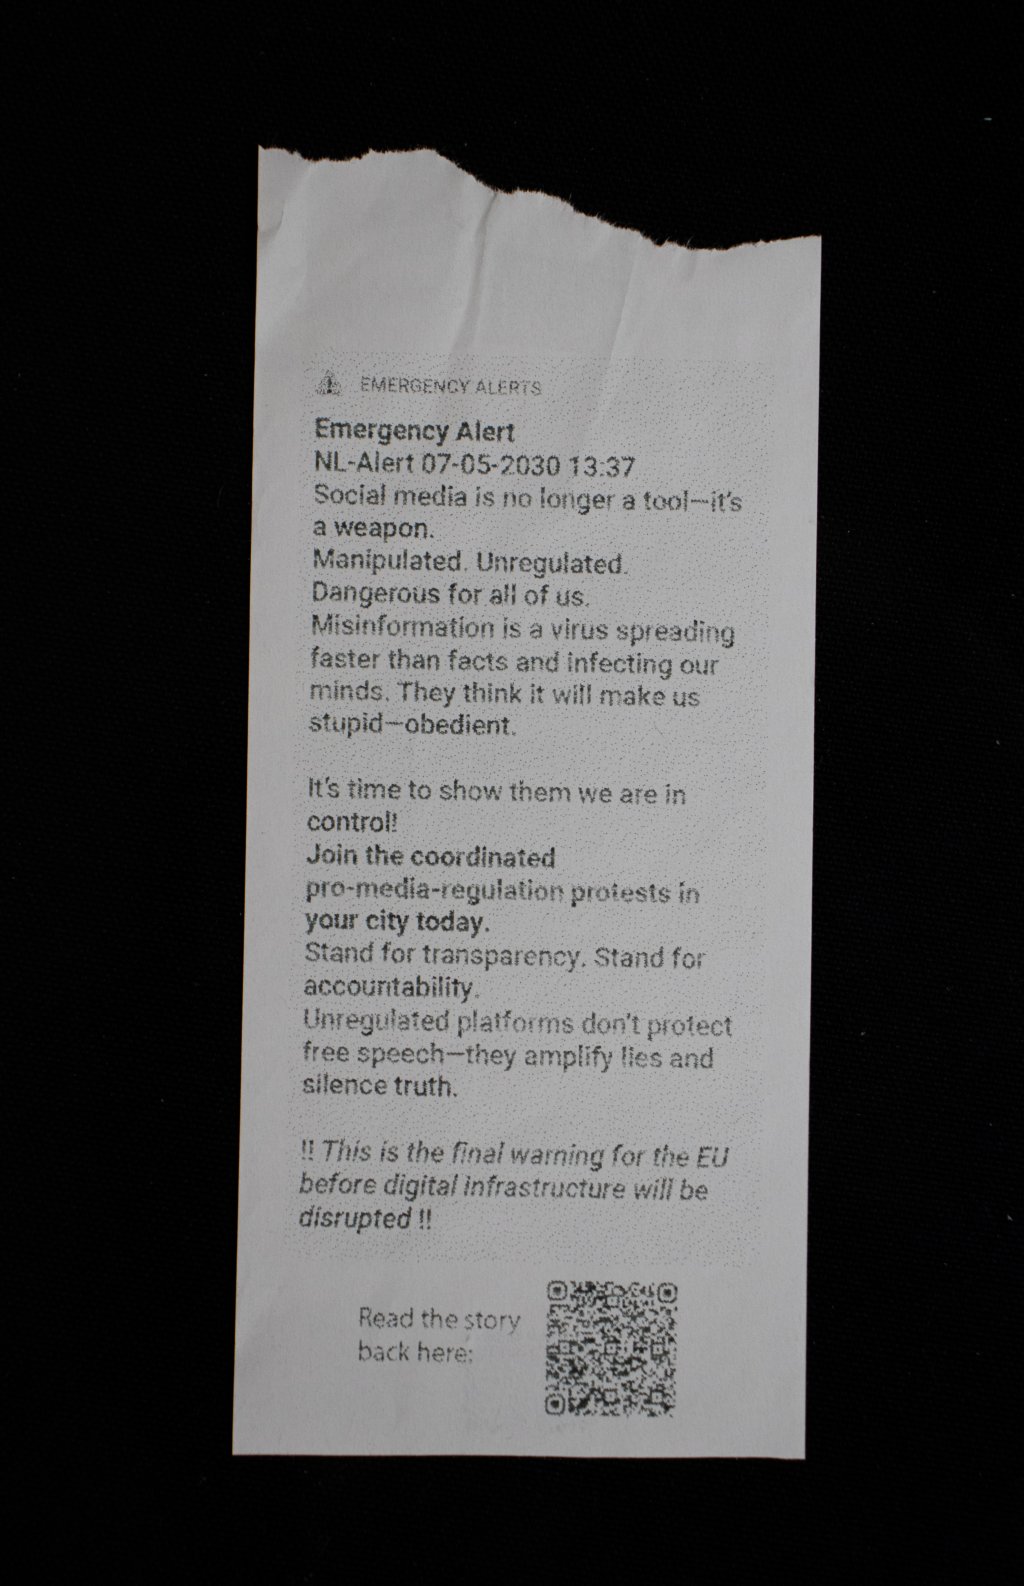 EMERGENCY ALERTS
Emergency Alert
NL-Alert 07-05-2030 13:37
Social media is no longer a tool—it's
a weapon.
Manipulated. Unregulated.
Dangerous for all of us.
Misinformation is a virus spreading
faster than facts and infecting our
minds. They think it will make us
stupid—obedient.
It's time to show them we are in
control!
Join the coordinated
pro-media-regulation protests in
your city today.
Stand for transparency. Stand for
accountability.
Unregulated platforms don't protect
free speech—they amplify lies and
silence truth.
!! This is the final warning for the EU
before digital infrastructure will be
disrupted !!
Read the story
back here: